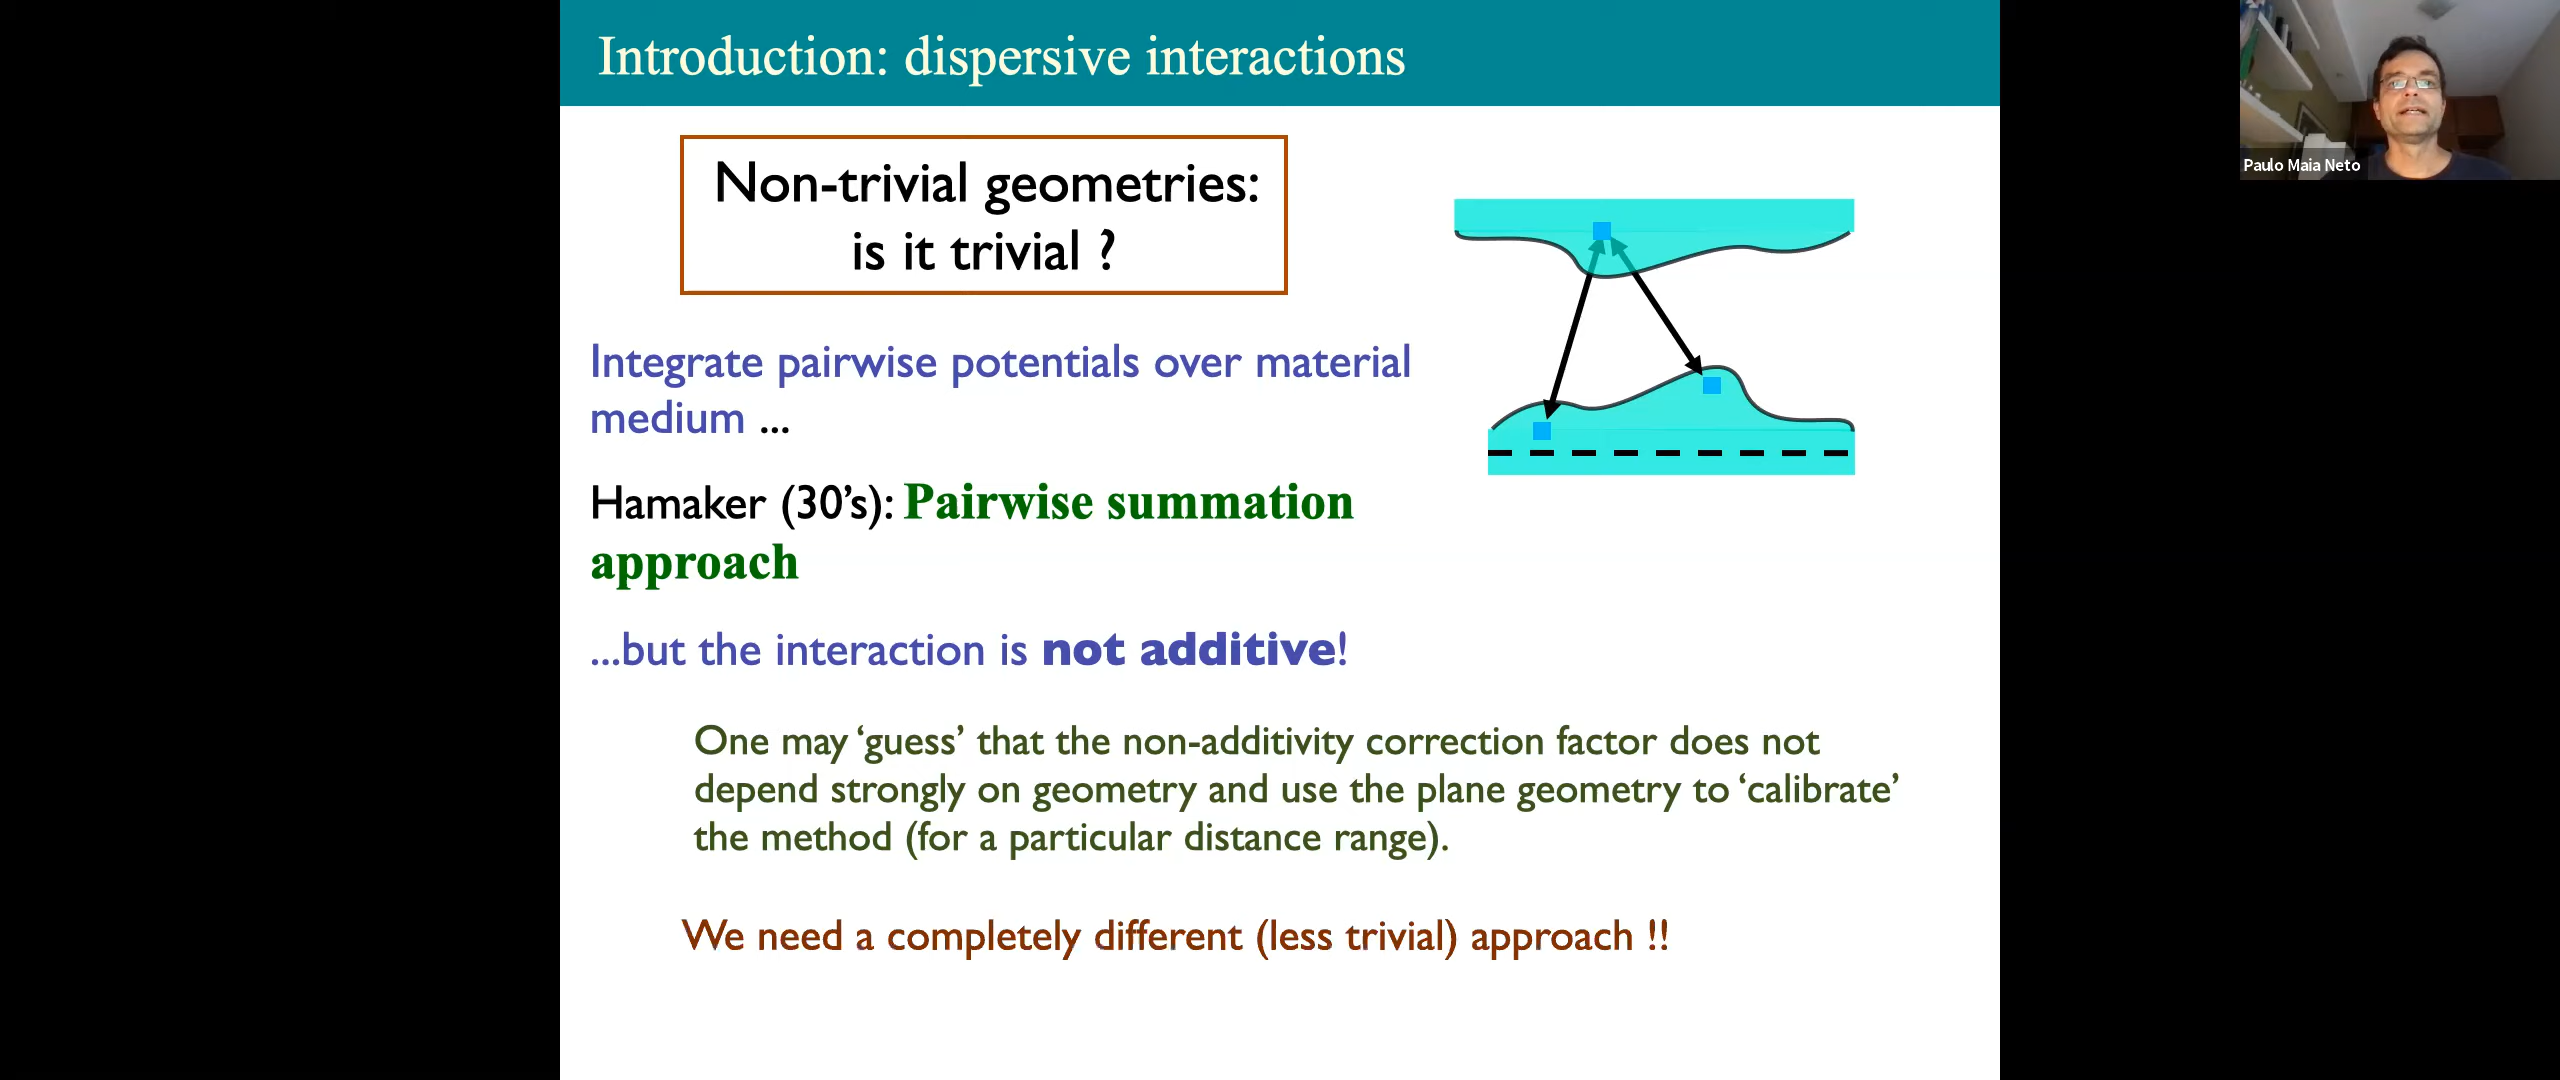 Introduction: dispersive interactions
Paulo Maia Neto
Non-trivial geometries:
is it trivial ?
Integrate pairwise potentials over material
medium ...
Hamaker (30’s): Pairwise summation
approach
...but the interaction is not additive!
One may ‘guess’ that the non-additivity correction factor does not
depend strongly on geometry and use the plane geometry to ‘calibrate’
the method (for a particular distance range).
We need a completely different (less trivial) approach !!